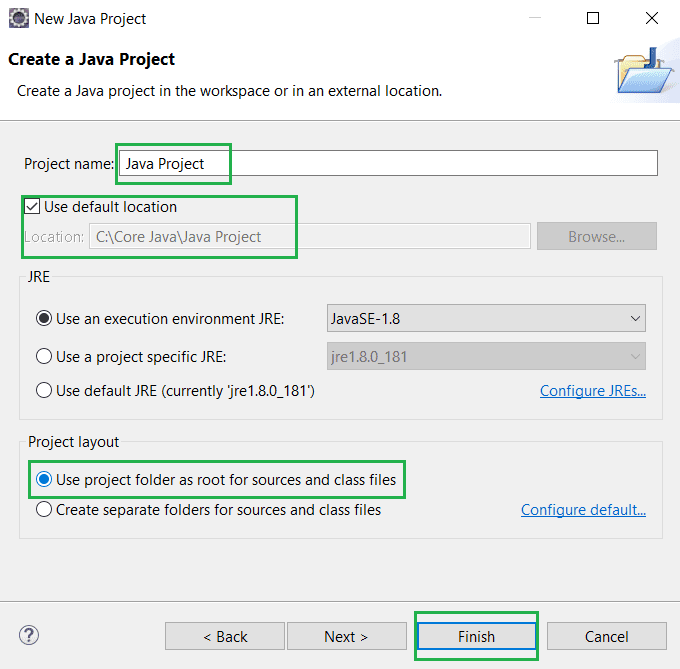 New Java Project
Create a Java Project
Create a Java project in the workspace or in an external location.
Project name: Java Project
Use default location
Location: C:\Core Java\Java Project Browse...
JRE
Use an execution environment JRE: JavaSE-1.8
Use a project specific JRE: jre1.8.0_181
Use default JRE (currently 'jre1.8.0_181') Configure JREs...
Project layout
Use project folder as root for sources and class files
Create separate folders for sources and class files Configure default...
? < Back Next > Finish Cancel